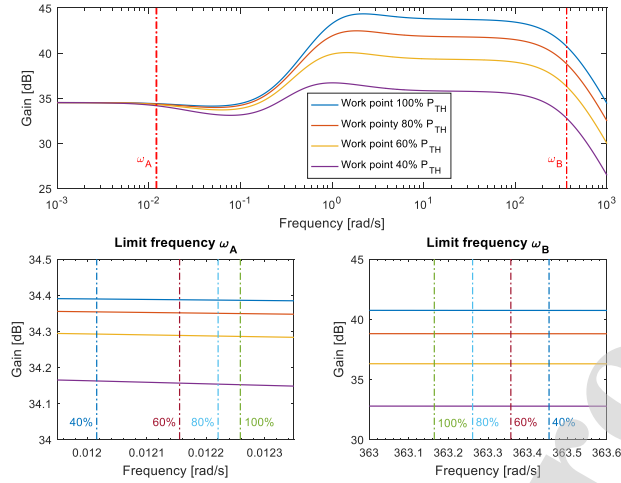 45
40
35
30
25
Gain [dB]
ω_A
ω_B
Work point 100% P_TH
Work pointy 80% P_TH
Work point 60% P_TH
Work point 40% P_TH
10^-3 10^-2 10^-1 10^0 10^1 10^2 10^3
Frequency [rad/s]
Limit frequency ω_A
34.5
34.4
34.3
34.2
34.1
34
Gain [dB]
40% 60% 80% 100%
0.012 0.0121 0.0122 0.0123
Frequency [rad/s]
Limit frequency ω_B
45
40
35
30
Gain [dB]
100% 80% 60% 40%
363 363.1 363.2 363.3 363.4 363.5 363.6
Frequency [rad/s]